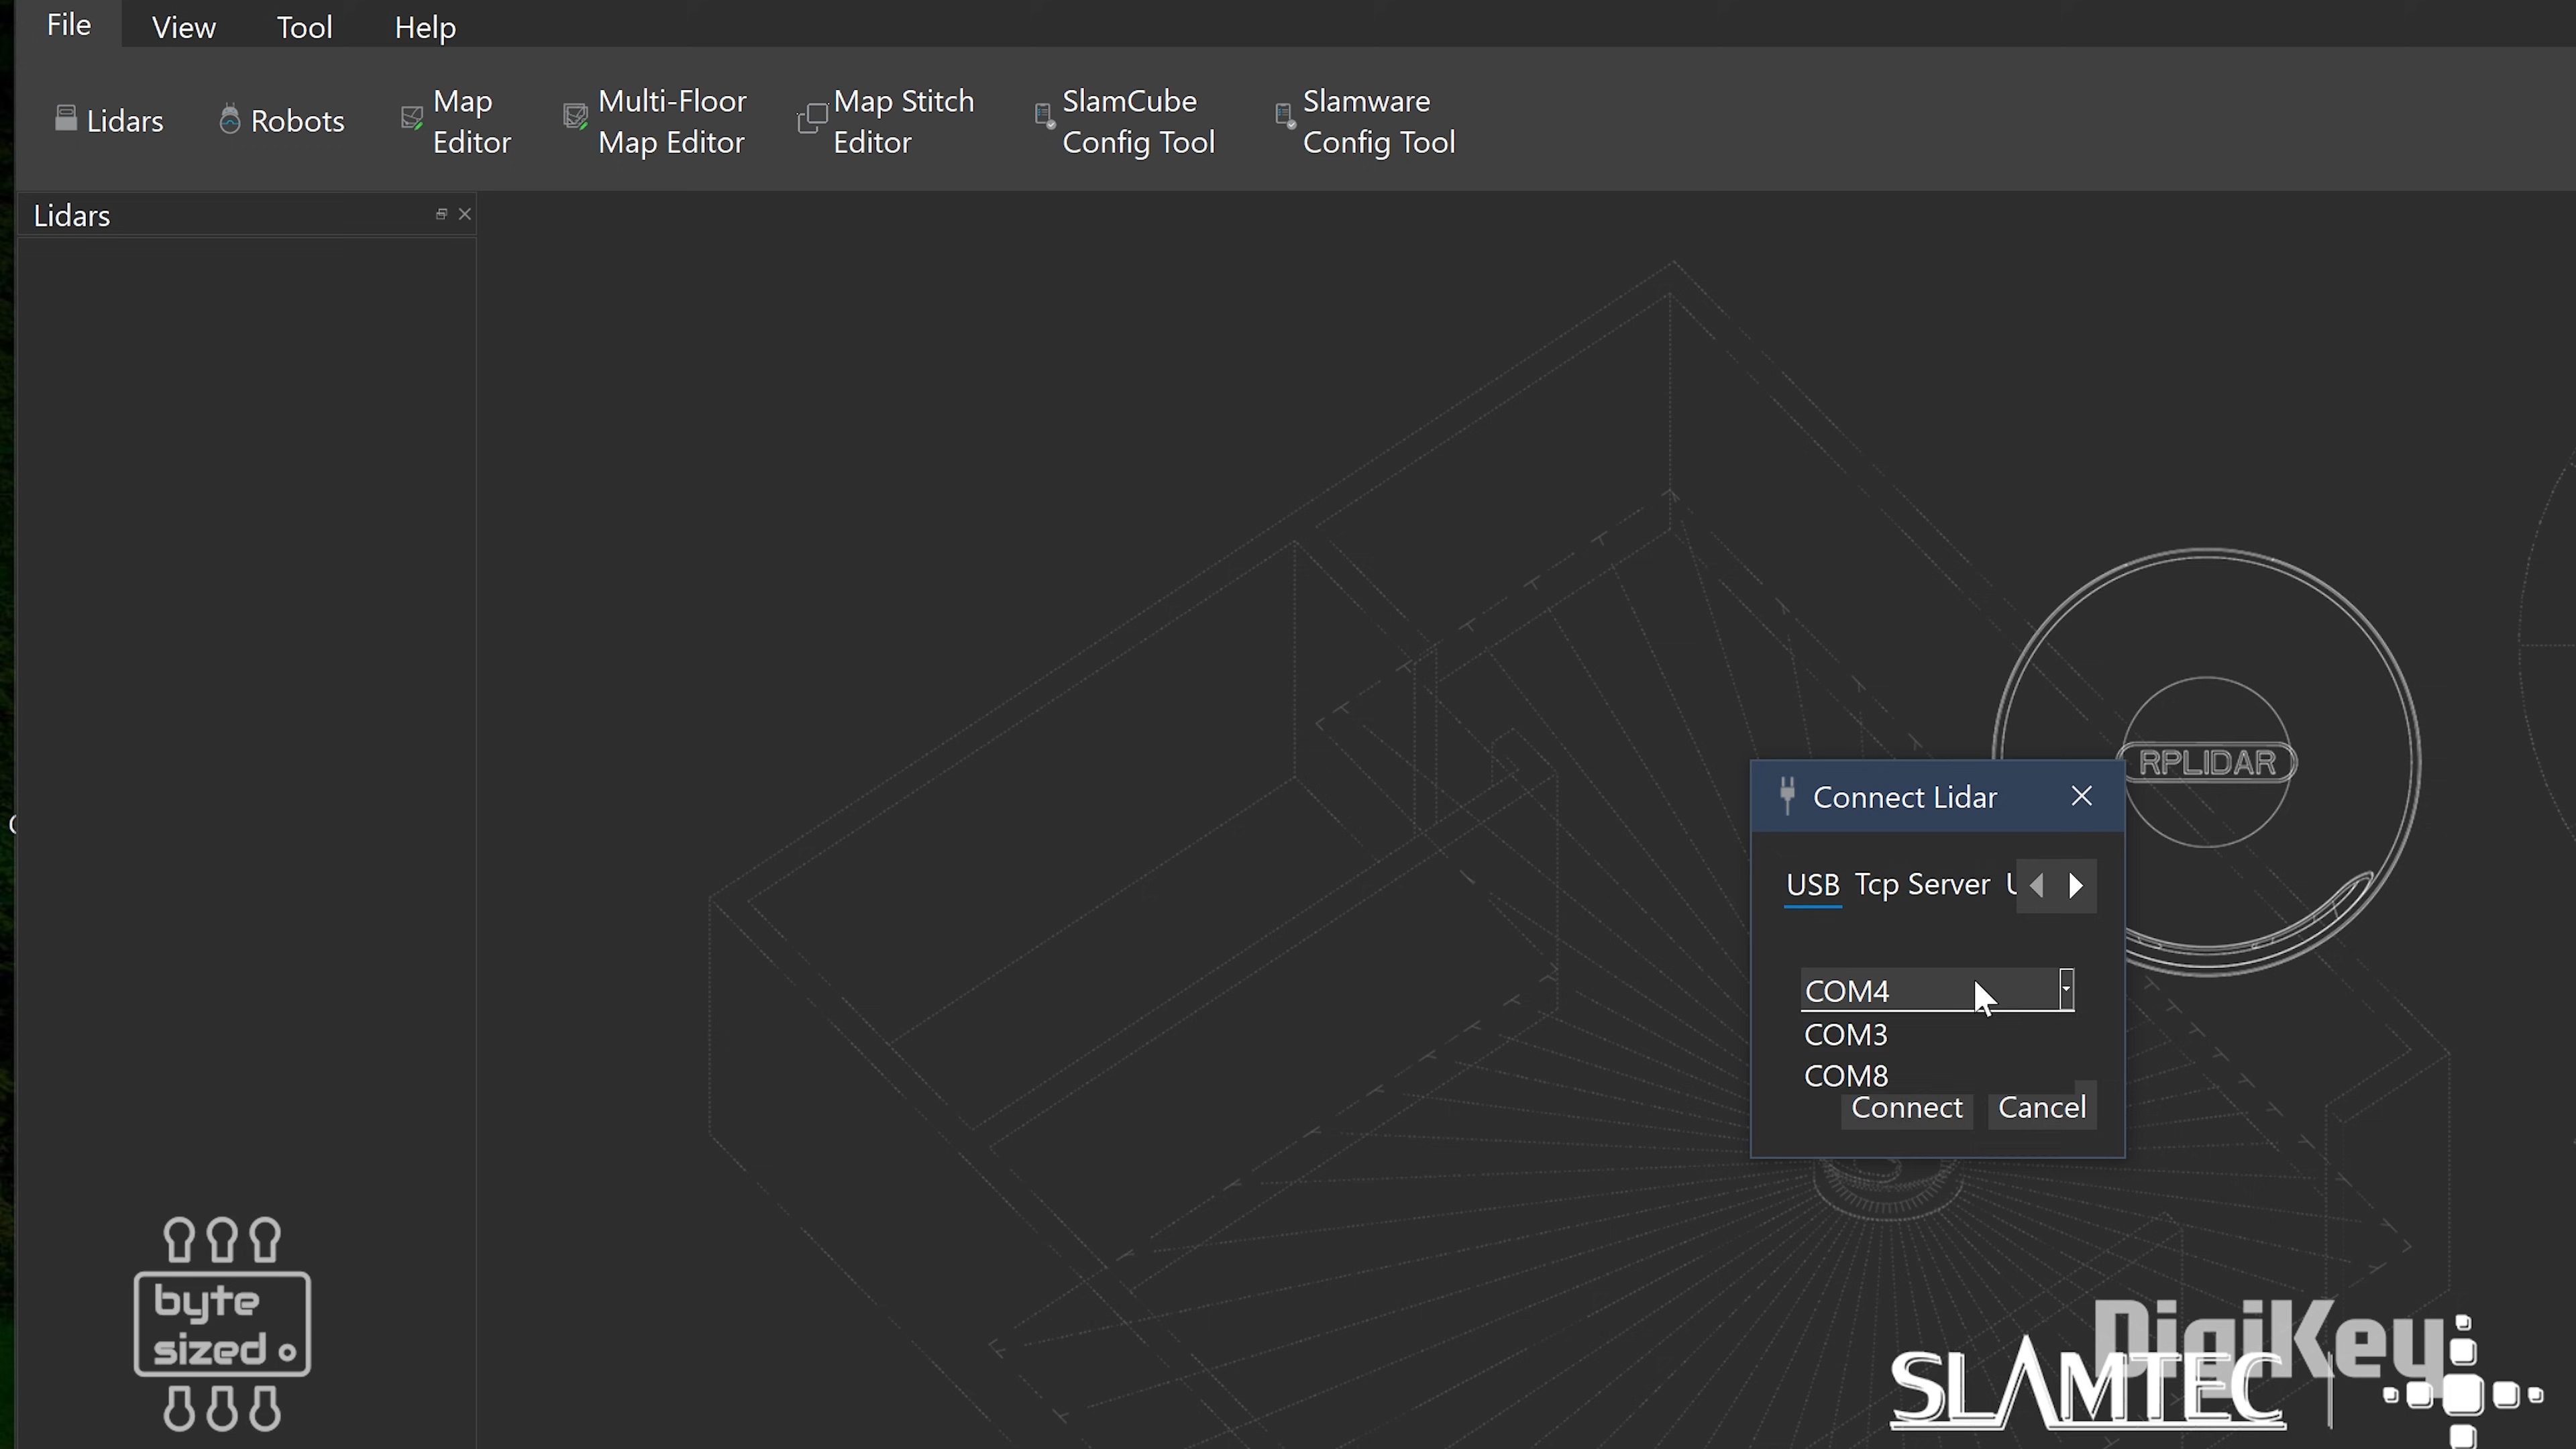 File View Tool Help
Lidars
Robots
Map
Editor
Multi-Floor
Map Editor
Map Stitch
Editor
SlamCube
Config Tool
Slamware
Config Tool
Lidars
RPLIDAR
Connect Lidar
USB Tcp Server
COM4
COM3
COM8
Connect Cancel
byte
sized
DigiKey
SLAMTEC